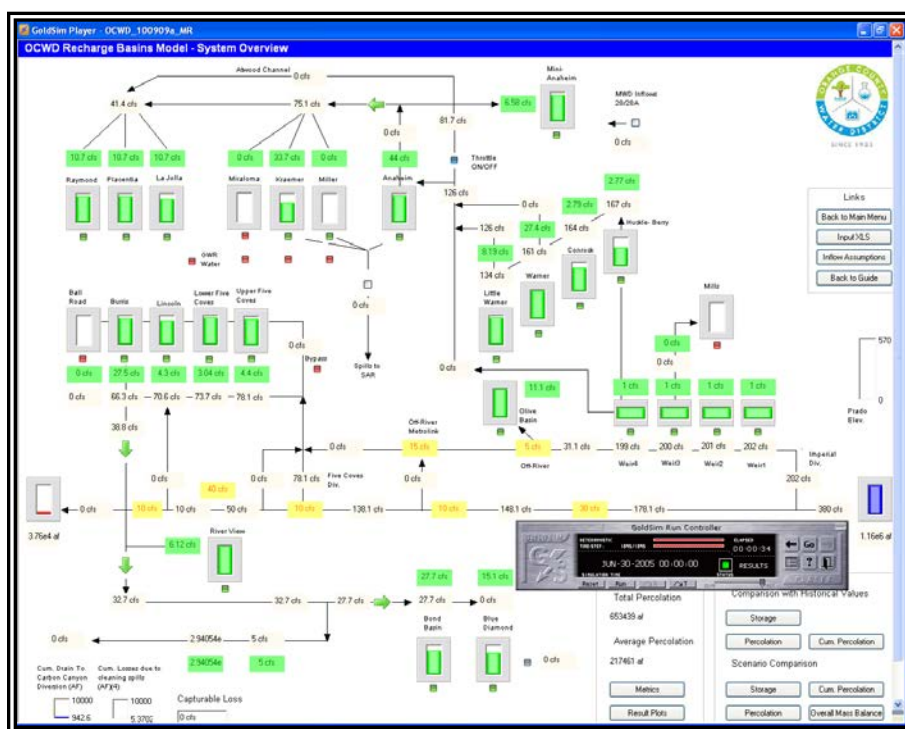 GoldSim Player - OCWD_100909a_MR
OCWD Recharge Basins Model - System Overview
Atwood Channel
0 cfs
Mini-Anaheim
MWD Inflows
28/28A
ORANGE COUNTY WATER DISTRICT
SINCE 1933
41.4 cfs
75.1 cfs
6.58 cfs
81.7 cfs
0 cfs
0 cfs
10.7 cfs
10.7 cfs
10.7 cfs
0 cfs
33.7 cfs
0 cfs
44 cfs
Throttle
ON/OFF
Raymond
Placentia
La Jolla
Miraloma
Kraemer
Miller
Anaheim
126 cfs
2.77 cfs
0 cfs
2.79 cfs
167 cfs
Links
Back to Main Menu
Input XLS
Inflow Assumptions
Back to Guide
126 cfs
27.4 cfs
164 cfs
Huckle- Berry
8.19 cfs
161 cfs
Conrock
134 cfs
Warner
Little
Warner
GWR
Water
Mills
Ball
Road
Burris
Lincoln
Lower Five
Coves
Upper Five
Coves
0 cfs
0 cfs
Bypass
Spills to
SAR
0 cfs
0 cfs
0 cfs
570
0
Prado
Elev.
0 cfs
27.5 cfs
4.3 cfs
3.04 cfs
4.4 cfs
0 cfs
66.3 cfs
70.6 cfs
73.7 cfs
78.1 cfs
0 cfs
11.1 cfs
1 cfs
1 cfs
1 cfs
1 cfs
Olive
Basin
38.8 cfs
Off-River
Metrolink
0 cfs
15 cfs
5 cfs
31.1 cfs
Off-River
199 cfs
200 cfs
201 cfs
202 cfs
Weir4
Weir3
Weir2
Weir1
Imperial
Div.
0 cfs
0 cfs
78.1 cfs
Five Coves
Div.
0 cfs
202 cfs
40 cfs
0 cfs
10 cfs
10 cfs
50 cfs
10 cfs
138.1 cfs
10 cfs
148.1 cfs
30 cfs
178.1 cfs
380 cfs
3.76e4 af
1.16e6 af
River View
6.12 cfs
GoldSim Run Controller
ELAPSED
00:00:34
JUN-30-2005 00:00:00
RESULTS
SIMULATION TIME
STATUS
Go
Reset
Run
27.7 cfs
15.1 cfs
32.7 cfs
32.7 cfs
27.7 cfs
27.7 cfs
0 cfs
Bond
Basin
Blue
Diamond
0 cfs
0 cfs
2.94054e
5 cfs
2.94054e
5 cfs
Total Percolation
653439 af
Average Percolation
217461 af
Metrics
Result Plots
Comparison with Historical Values
Storage
Percolation
Cum. Percolation
Scenario Comparison
Storage
Cum. Percolation
Percolation
Overall Mass Balance
Cum. Drain To
Carbon Canyon
Diversion (AF)
Cum. Losses due to
cleaning spills
(AF)(4)
Capturable Loss
0 cfs
10000
942.6
10000